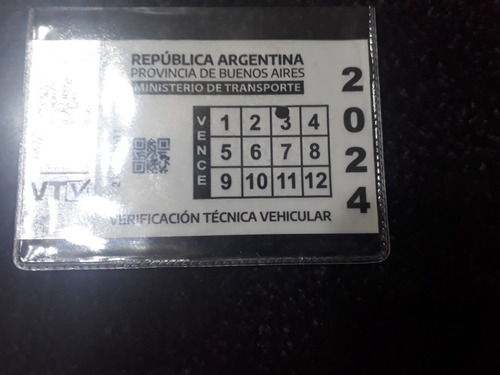 REPÚBLICA ARGENTINA
PROVINCIA DE BUENOS AIRES
MINISTERIO DE TRANSPORTE
VENCE
1 2 3 4
5 6 7 8
9 10 11 12
2024
VTV
VERIFICACIÓN TÉCNICA VEHICULAR